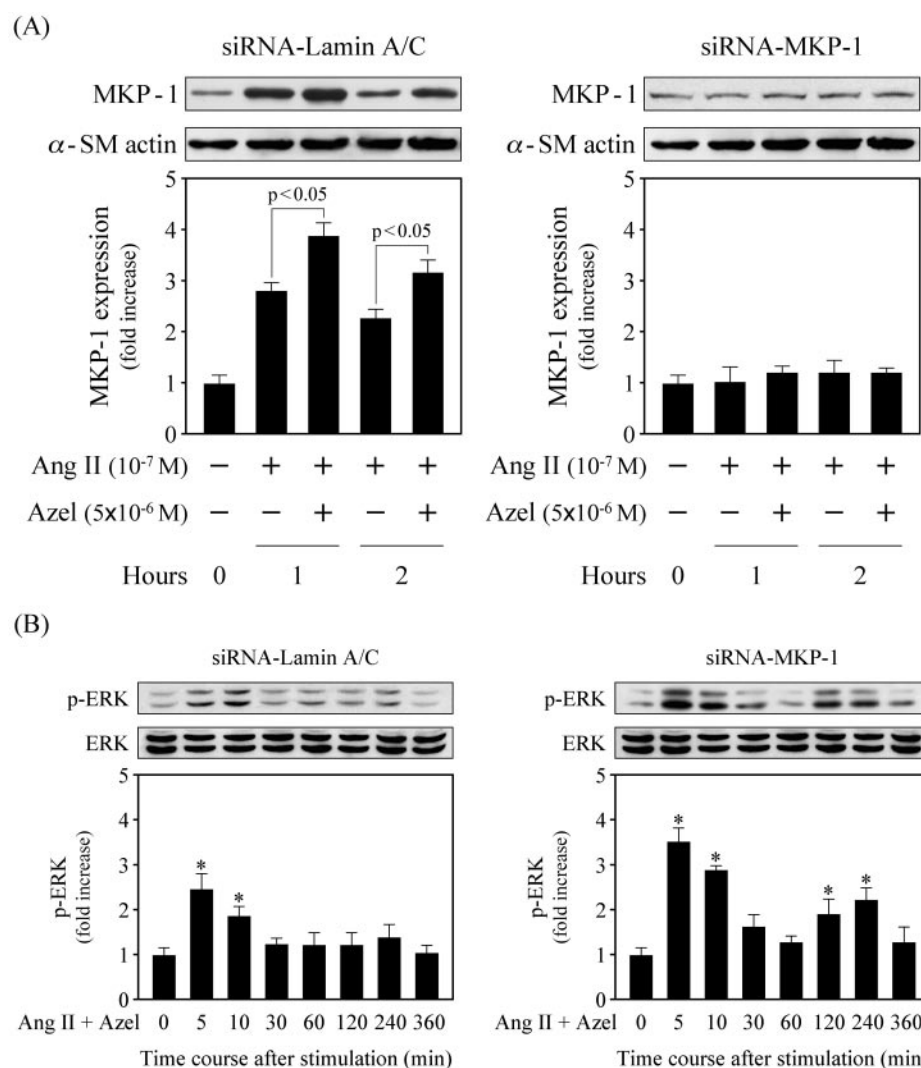 (A)
siRNA-Lamin A/C
MKP-1
α-SM actin
5
4
3
2
1
0
MKP-1 expression
(fold increase)
p<0.05
p<0.05
Ang II (10-7 M) − + + + +
Azel (5x10-6 M) − − + − +
Hours 0 1 2
siRNA-MKP-1
MKP-1
α-SM actin
5
4
3
2
1
0
MKP-1 expression
(fold increase)
Ang II (10-7 M) − + + + +
Azel (5x10-6 M) − − + − +
Hours 0 1 2
(B)
siRNA-Lamin A/C
p-ERK
ERK
5
4
3
2
1
0
p-ERK
(fold increase)
* *
Ang II + Azel 0 5 10 30 60 120 240 360
Time course after stimulation (min)
siRNA-MKP-1
p-ERK
ERK
5
4
3
2
1
0
p-ERK
(fold increase)
* * * *
Ang II + Azel 0 5 10 30 60 120 240 360
Time course after stimulation (min)